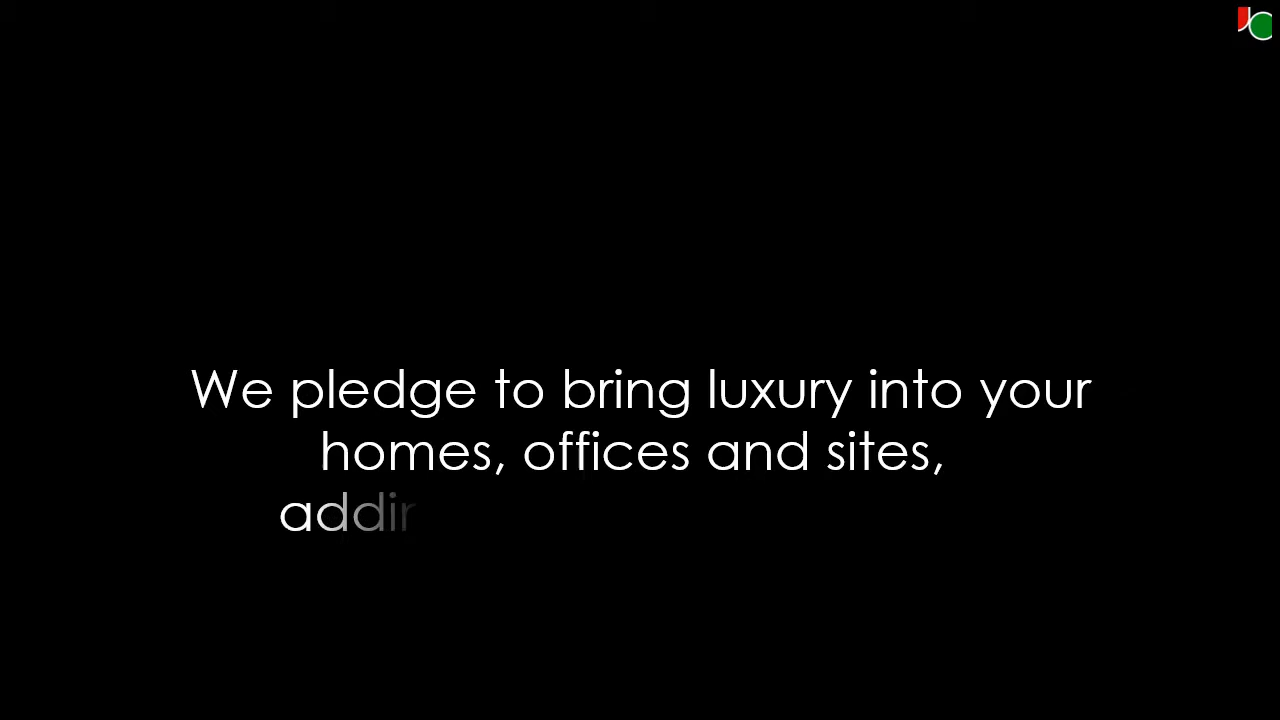 We pledge to bring luxury into your
homes, offices and sites,